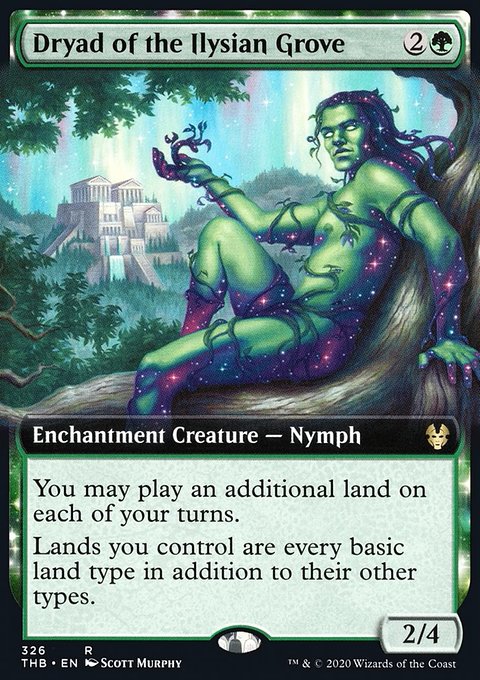 Dryad of the Ilysian Grove 2
Enchantment Creature — Nymph
You may play an additional land on
each of your turns.
Lands you control are every basic
land type in addition to their other
types.
2/4
326 R
THB • EN Scott Murphy
™ & © 2020 Wizards of the Coast